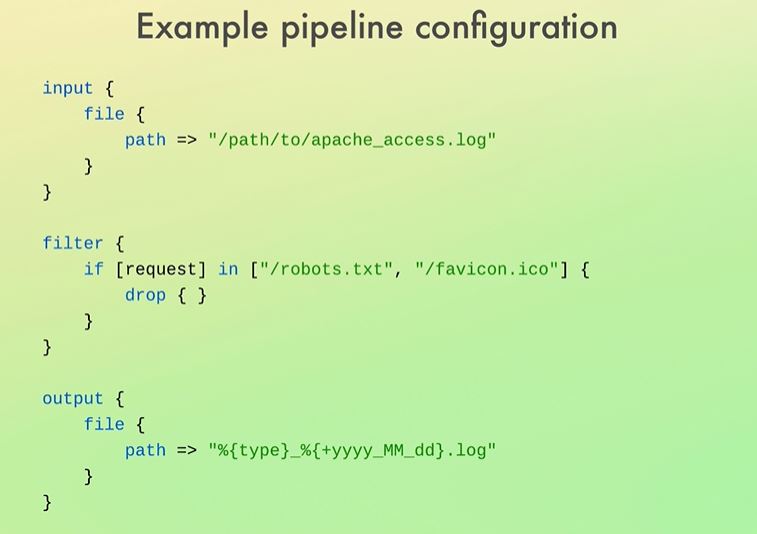 Example pipeline configuration
input {
    file {
        path => "/path/to/apache_access.log"
    }
}
filter {
    if [request] in ["/robots.txt", "/favicon.ico"] {
        drop { }
    }
}
output {
    file {
        path => "%{type}_%{+yyyy_MM_dd}.log"
    }
}